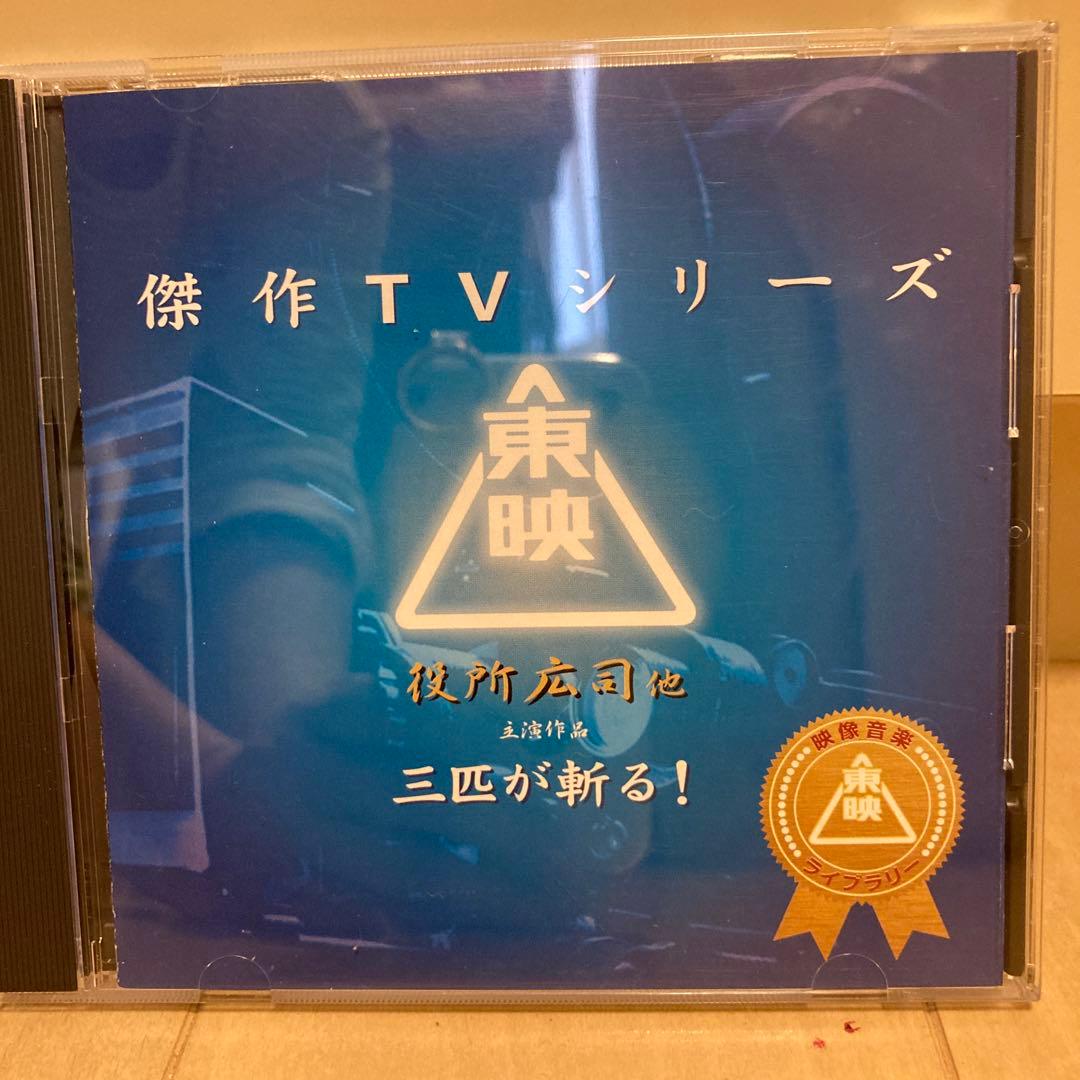 傑作TVシリーズ
東映
役所広司他
主演作品
三匹が斬る!
映像音楽
東映
ライブラリー